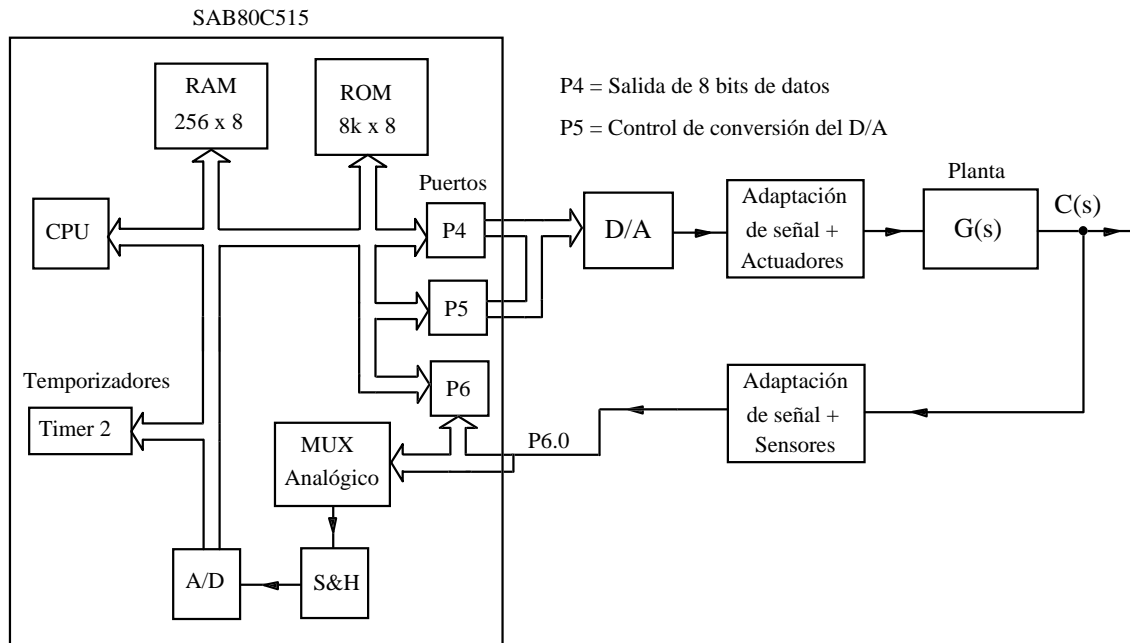 SAB80C515
RAM
256 x 8
ROM
8k x 8
P4 = Salida de 8 bits de datos
P5 = Control de conversión del D/A
Puertos
CPU
P4
D/A
Adaptación
de señal +
Actuadores
Planta
G(s)
C(s)
P5
P6
Temporizadores
Timer 2
MUX
Analógico
P6.0
Adaptación
de señal +
Sensores
A/D
S&H